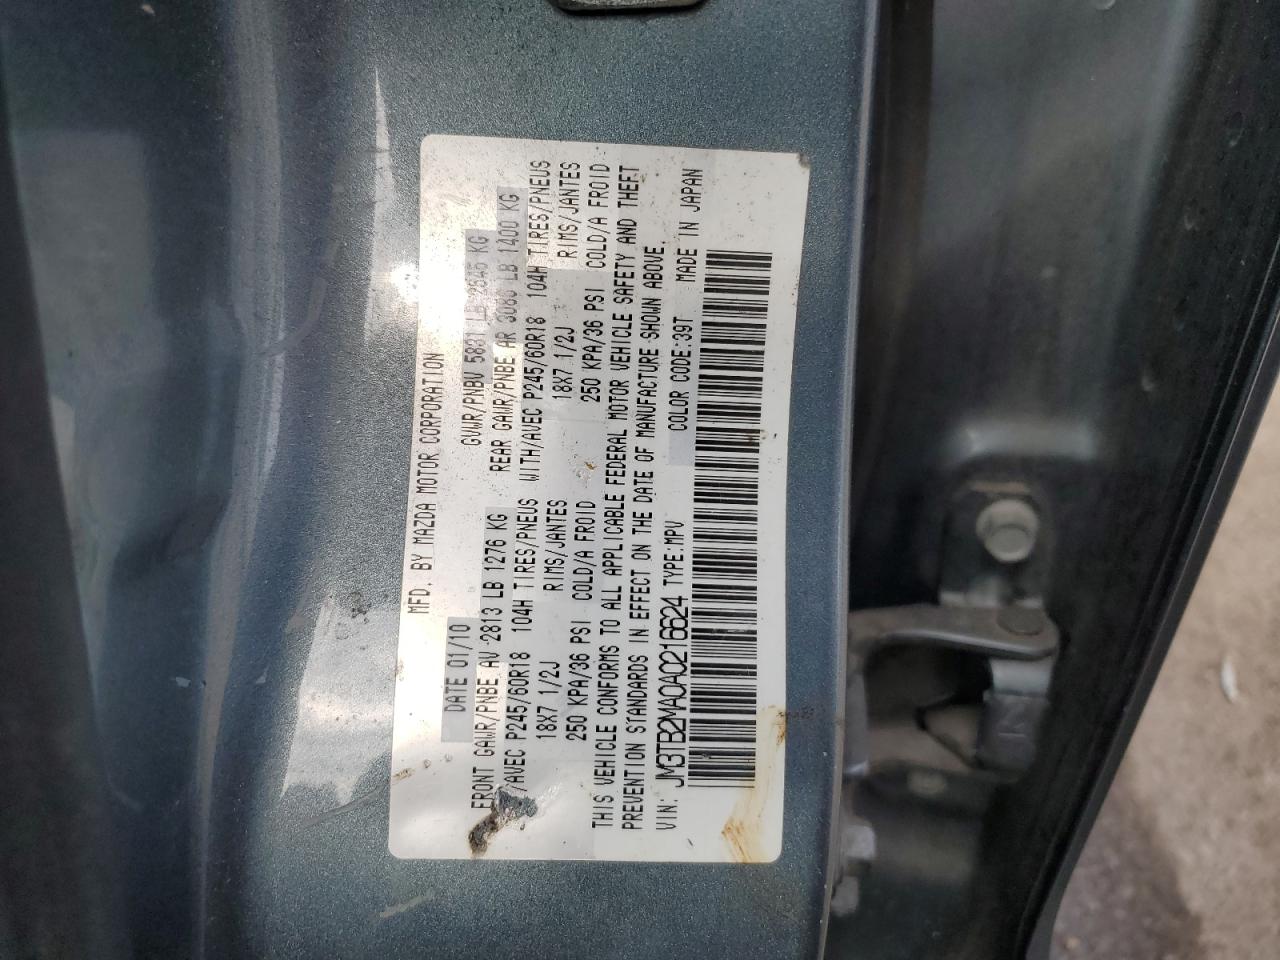 MFD. BY MAZDA MOTOR CORPORATION
DATE 01/10 GVWR/PNBV 5831 LB 2645 KG
FRONT GAWR/PNBE AV 2813 LB 1276 KG REAR GAWR/PNBE AR 3086 LB 1400 KG
/AVEC P245/60R18 104H TIRES/PNEUS WITH/AVEC P245/60R18 104H TIRES/PNEUS
18X7 1/2J RIMS/JANTES 18X7 1/2J RIMS/JANTES
250 KPA/36 PSI COLD/A FROID 250 KPA/36 PSI COLD/A FROID
THIS VEHICLE CONFORMS TO ALL APPLICABLE FEDERAL MOTOR VEHICLE SAFETY AND THEFT
PREVENTION STANDARDS IN EFFECT ON THE DATE OF MANUFACTURE SHOWN ABOVE.
VIN: JM3TB2MA0A0216624 TYPE:MPV COLOR CODE:39T MADE IN JAPAN